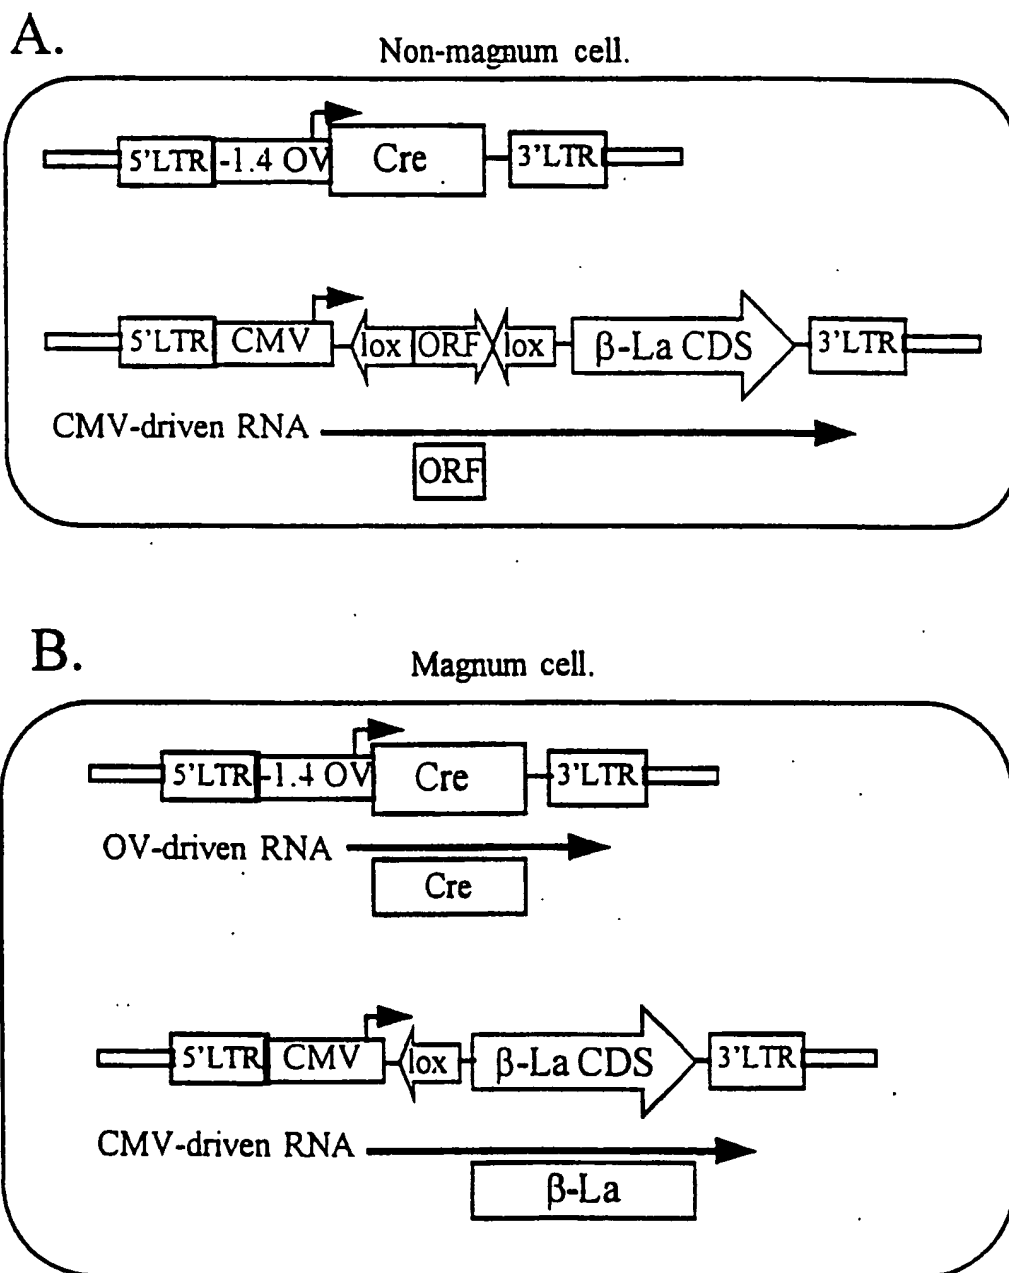 A.
Non-magnum cell.
5'LTR -1.4 OV Cre 3'LTR
5'LTR CMV lox ORF lox β-La CDS 3'LTR
CMV-driven RNA
ORF
B.
Magnum cell.
5'LTR -1.4 OV Cre 3'LTR
OV-driven RNA
Cre
5'LTR CMV lox β-La CDS 3'LTR
CMV-driven RNA
β-La